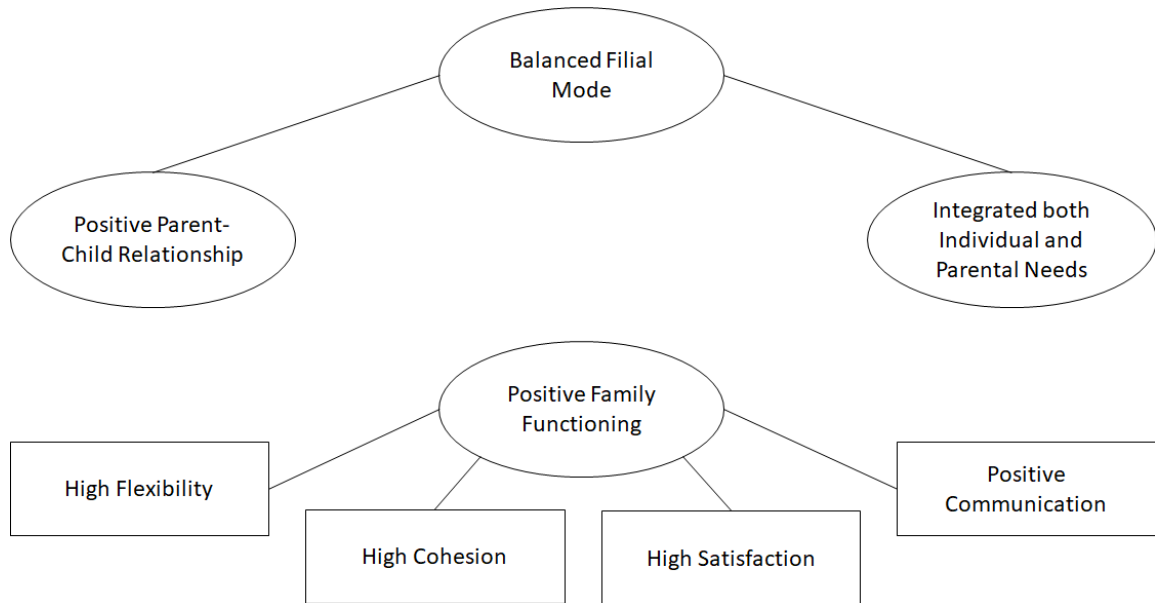 Balanced Filial
Mode
Positive Parent-
Child Relationship
Integrated both
Individual and
Parental Needs
Positive Family
Functioning
High Flexibility
High Cohesion
High Satisfaction
Positive
Communication